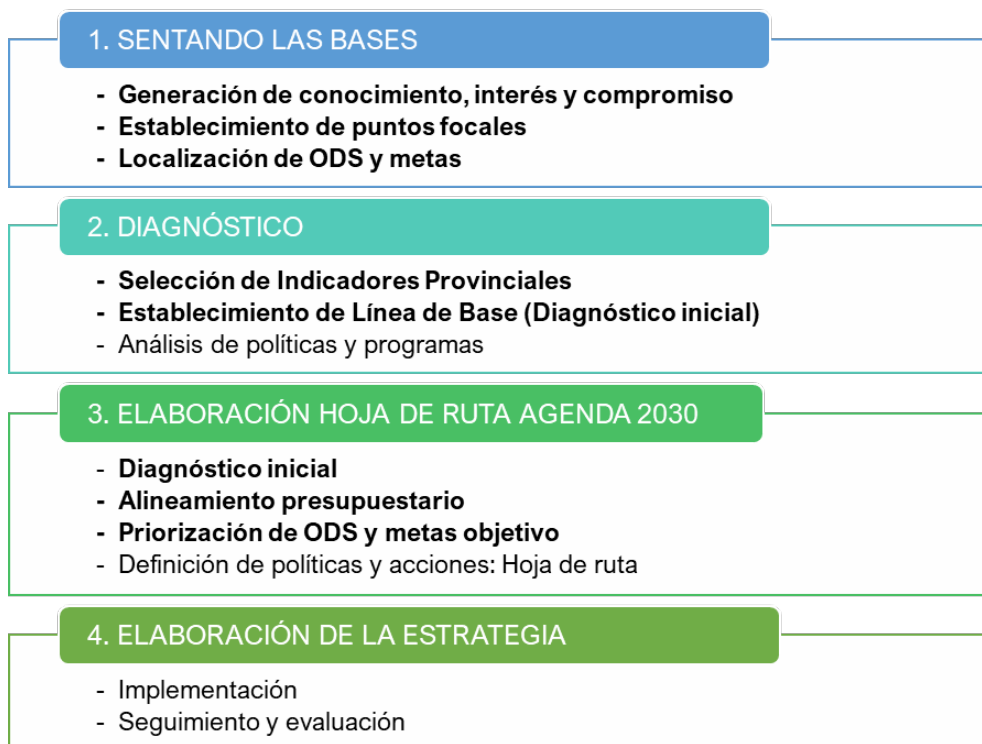 1. SENTANDO LAS BASES
- Generación de conocimiento, interés y compromiso
- Establecimiento de puntos focales
- Localización de ODS y metas
2. DIAGNÓSTICO
- Selección de Indicadores Provinciales
- Establecimiento de Línea de Base (Diagnóstico inicial)
- Análisis de políticas y programas
3. ELABORACIÓN HOJA DE RUTA AGENDA 2030
- Diagnóstico inicial
- Alineamiento presupuestario
- Priorización de ODS y metas objetivo
- Definición de políticas y acciones: Hoja de ruta
4. ELABORACIÓN DE LA ESTRATEGIA
- Implementación
- Seguimiento y evaluación